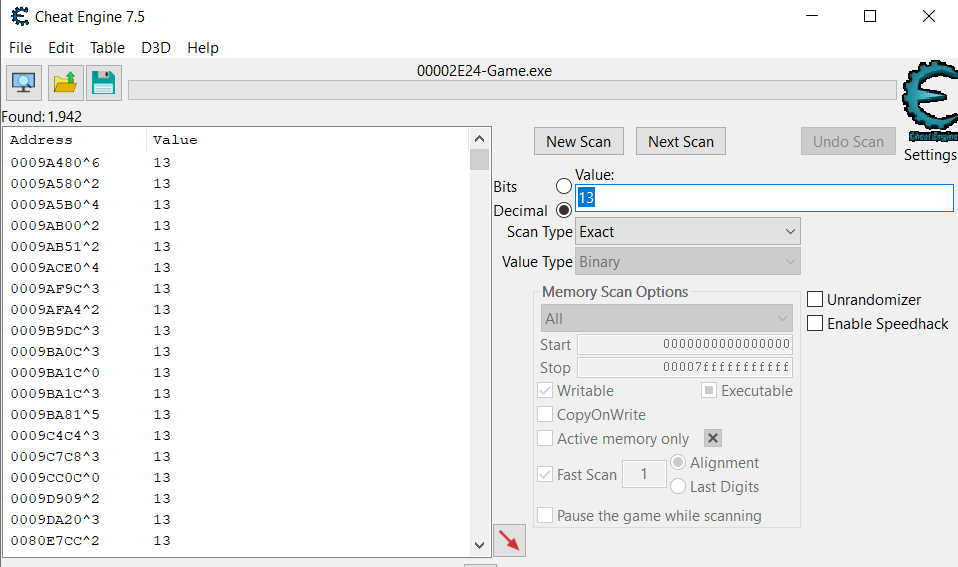 Cheat Engine 7.5
File Edit Table D3D Help
00002E24-Game.exe
Found:1.942
Address Value
0009A480^6 13
0009A580^2 13
0009A5B0^4 13
0009AB00^2 13
0009AB51^2 13
0009ACE0^4 13
0009AF9C^3 13
0009AFA4^2 13
0009B9DC^3 13
0009BA0C^3 13
0009BA1C^0 13
0009BA1C^3 13
0009BA81^5 13
0009C4C4^3 13
0009C7C8^3 13
0009CC0C^0 13
0009D909^2 13
0009DA20^3 13
0080E7CC^2 13
New Scan Next Scan Undo Scan
Cheat Engine
Settings
Value:
Bits
13
Decimal
Scan Type Exact
Value Type Binary
Memory Scan Options
All
Start 0000000000000000
Stop 00007fffffffffff
Writable Executable
CopyOnWrite
Active memory only
Fast Scan 1 Alignment
Last Digits
Pause the game while scanning
Unrandomizer
Enable Speedhack